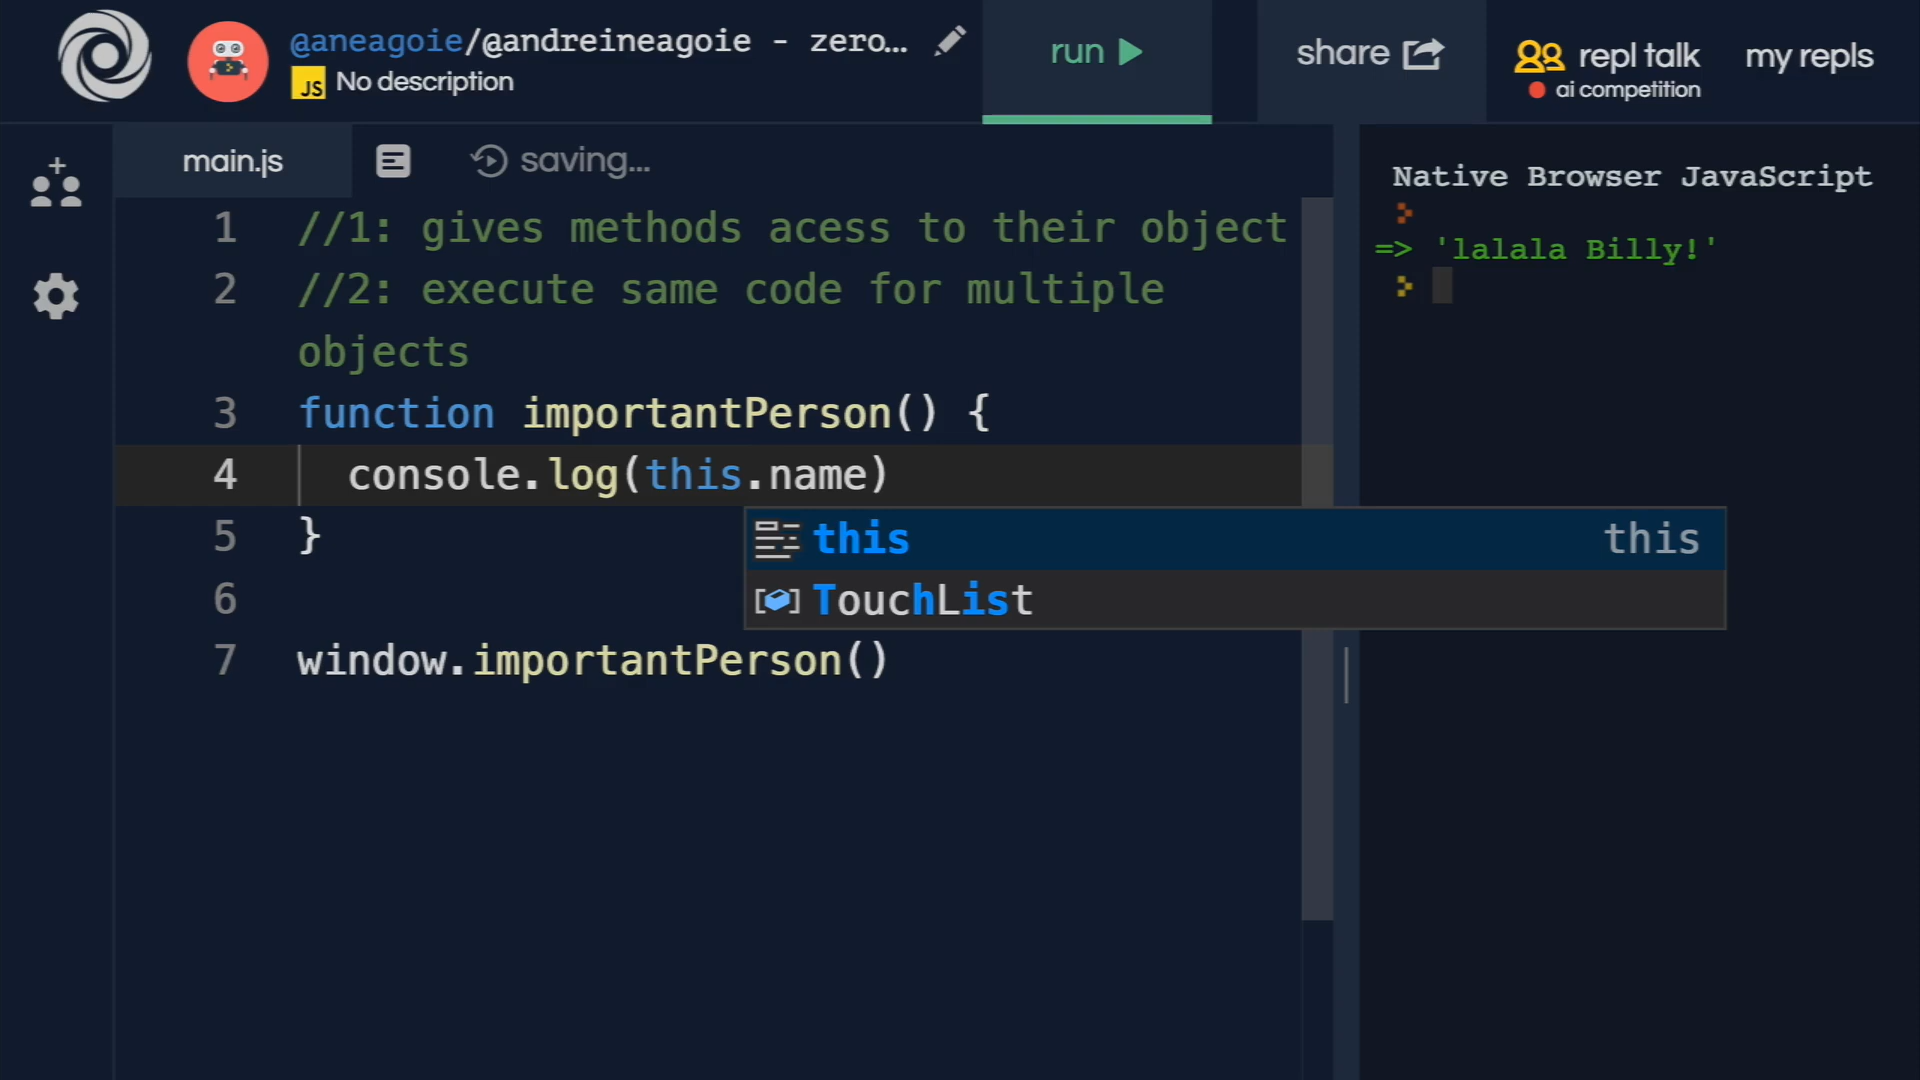 @aneagoie/@andreineagoie - zero...
JS No description
run
share
repl talk
ai competition
my repls
main.js
saving...
1 //1: gives methods acess to their object
2 //2: execute same code for multiple
objects
3 function importantPerson() {
4 console.log(this.name)
5 }
6
7 window.importantPerson()
this this
TouchList
Native Browser JavaScript
=> 'lalala Billy!'